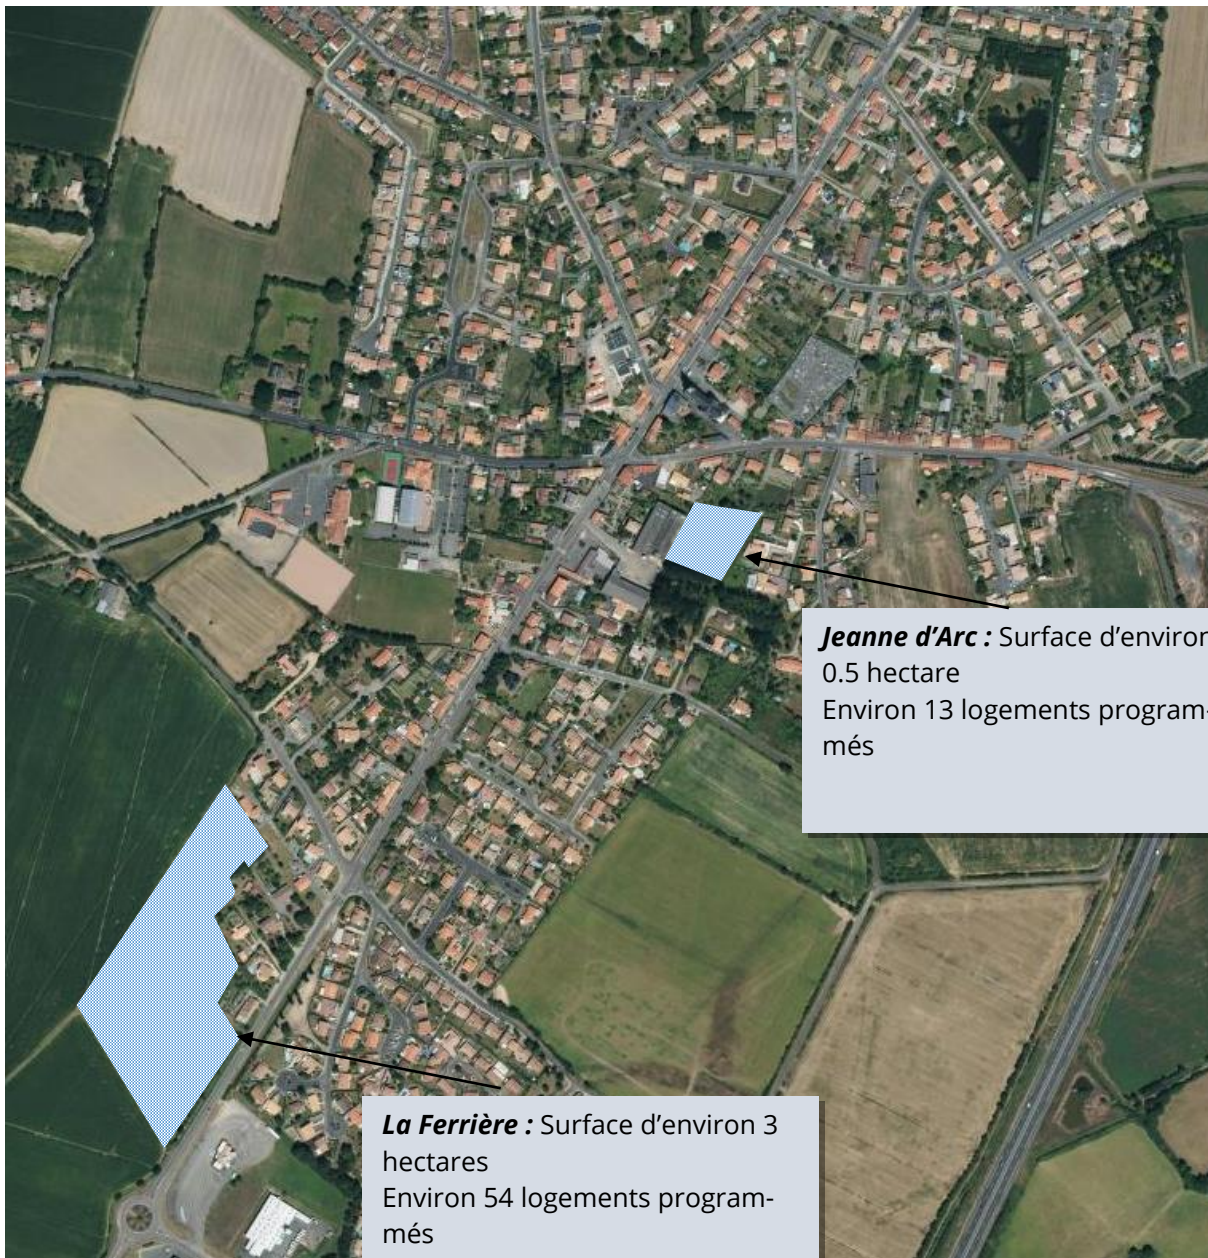 Jeanne d’Arc : Surface d’environ
0.5 hectare
Environ 13 logements program-
més
La Ferrière : Surface d’environ 3
hectares
Environ 54 logements program-
més